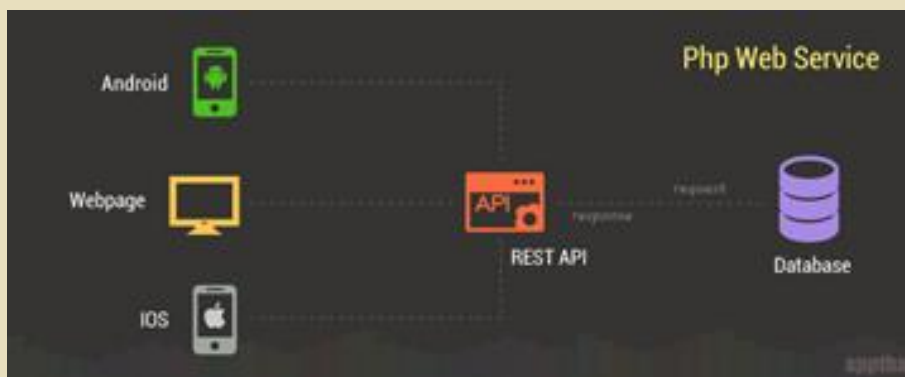 Php Web Service
Android
Webpage
API
REST API
request
response
Database
IOS